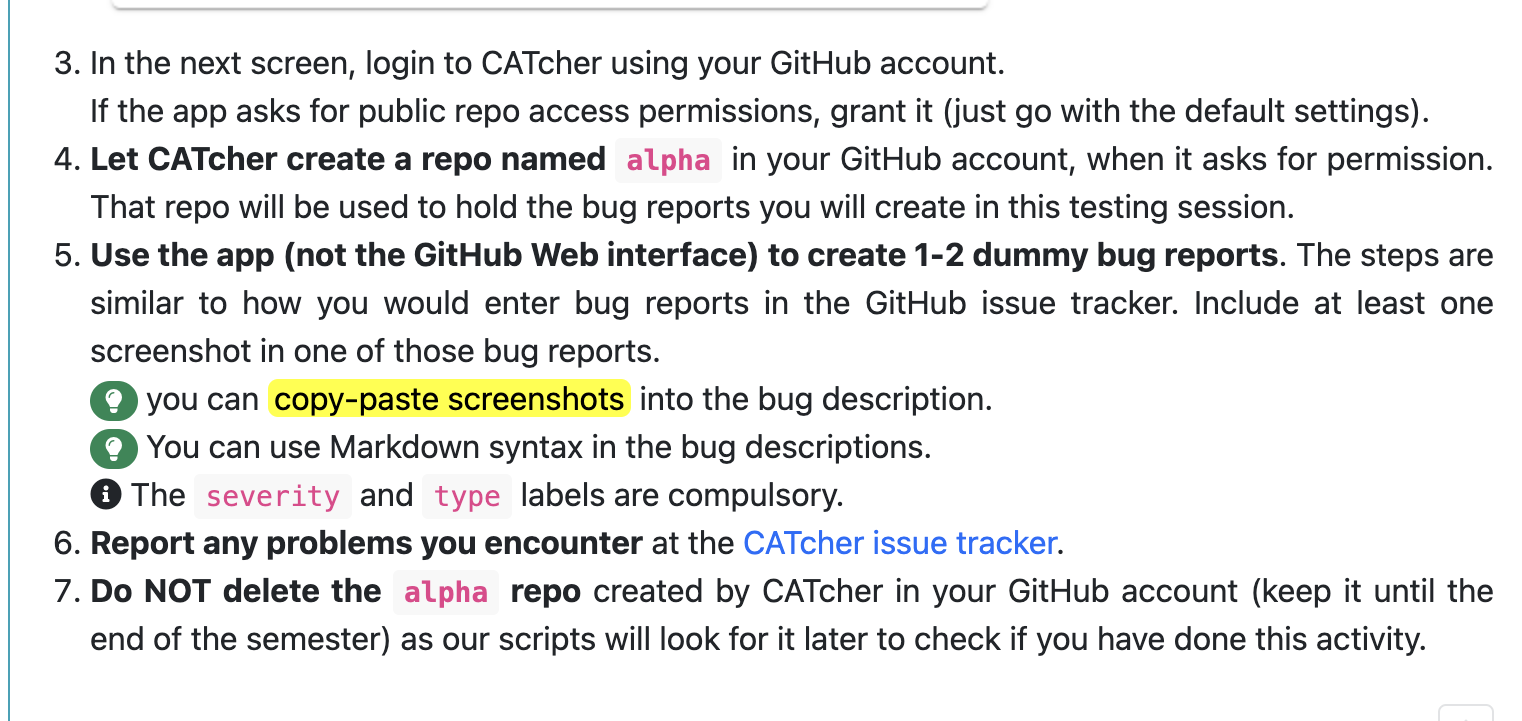 3. In the next screen, login to CATcher using your GitHub account.
If the app asks for public repo access permissions, grant it (just go with the default settings).
4. Let CATcher create a repo named alpha in your GitHub account, when it asks for permission.
That repo will be used to hold the bug reports you will create in this testing session.
5. Use the app (not the GitHub Web interface) to create 1-2 dummy bug reports. The steps are
similar to how you would enter bug reports in the GitHub issue tracker. Include at least one
screenshot in one of those bug reports.
you can copy-paste screenshots into the bug description.
You can use Markdown syntax in the bug descriptions.
The severity and type labels are compulsory.
6. Report any problems you encounter at the CATcher issue tracker.
7. Do NOT delete the alpha repo created by CATcher in your GitHub account (keep it until the
end of the semester) as our scripts will look for it later to check if you have done this activity.